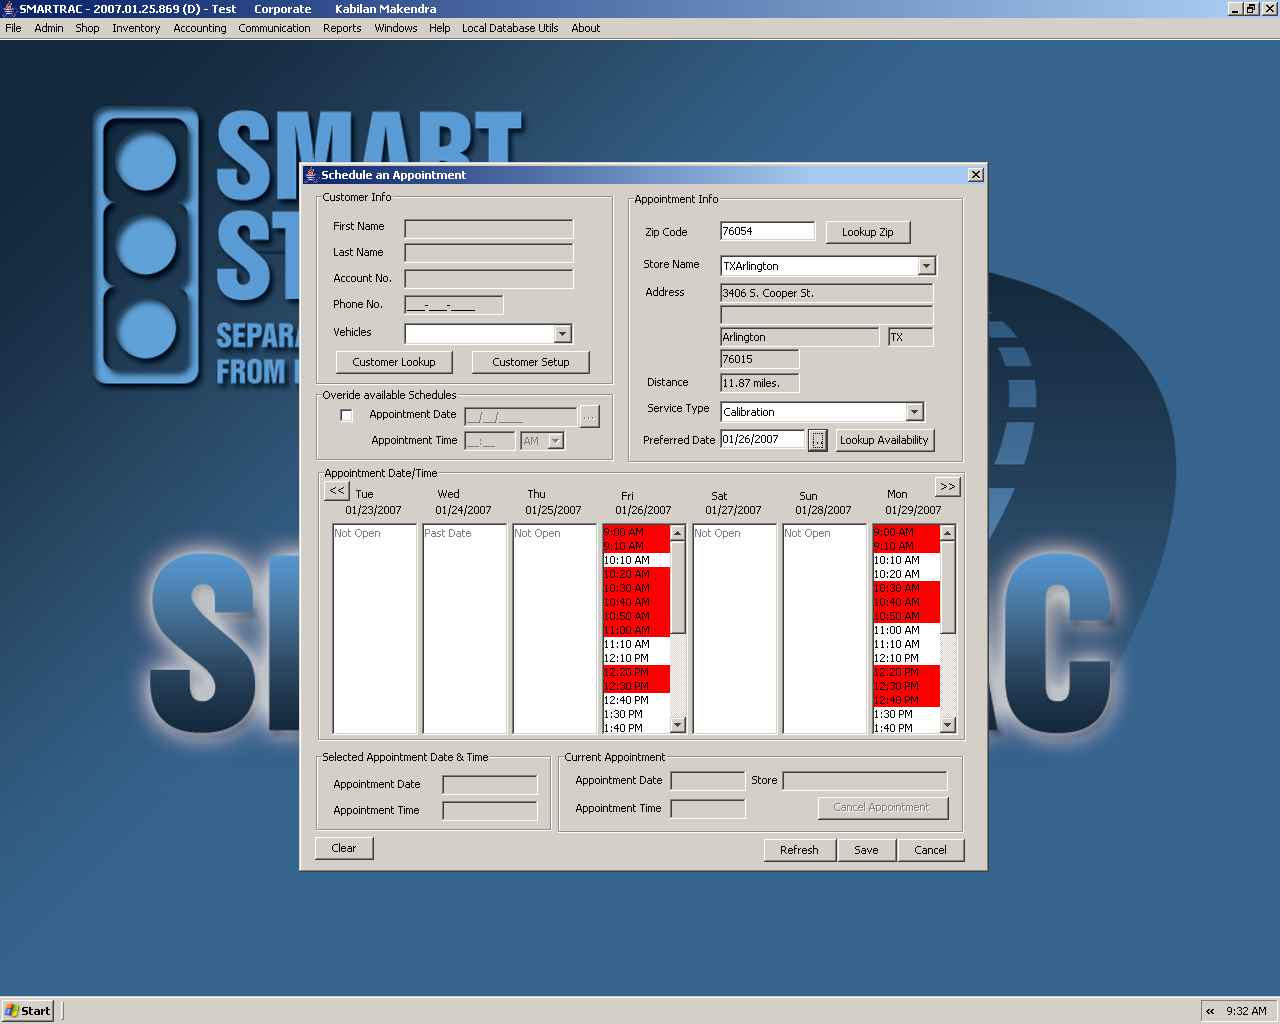 SMARTRAC - 2007.01.25.869 (D) - Test Corporate Kabilan Makendra
File Admin Shop Inventory Accounting Communication Reports Windows Help Local Database Utils About
SMART
ST
SEPARA
FROM
Schedule an Appointment
Customer Info
First Name
Last Name
Account No.
Phone No. ___-___-____
Vehicles
Customer Lookup Customer Setup
Overide available Schedules
Appointment Date __/__/____ ...
Appointment Time __:__ AM
Appointment Info
Zip Code 76054 Lookup Zip
Store Name TXArlington
Address 3406 S. Cooper St.
Arlington TX
76015
Distance 11.87 miles.
Service Type Calibration
Preferred Date 01/26/2007 ... Lookup Availability
Appointment Date/Time
<< Tue Wed Thu Fri Sat Sun Mon >>
01/23/2007 01/24/2007 01/25/2007 01/26/2007 01/27/2007 01/28/2007 01/29/2007
Not Open Past Date Not Open 9:00 AM Not Open Not Open 9:00 AM
9:10 AM 9:10 AM
10:10 AM 10:10 AM
10:20 AM 10:20 AM
10:30 AM 10:30 AM
10:40 AM 10:40 AM
10:50 AM 10:50 AM
11:00 AM 11:00 AM
11:10 AM 11:10 AM
12:10 PM 12:10 PM
12:20 PM 12:20 PM
12:30 PM 12:30 PM
12:40 PM 12:40 PM
1:30 PM 1:30 PM
1:40 PM 1:40 PM
Selected Appointment Date & Time
Appointment Date
Appointment Time
Current Appointment
Appointment Date Store
Appointment Time Cancel Appointment
Clear Refresh Save Cancel
Start « 9:32 AM